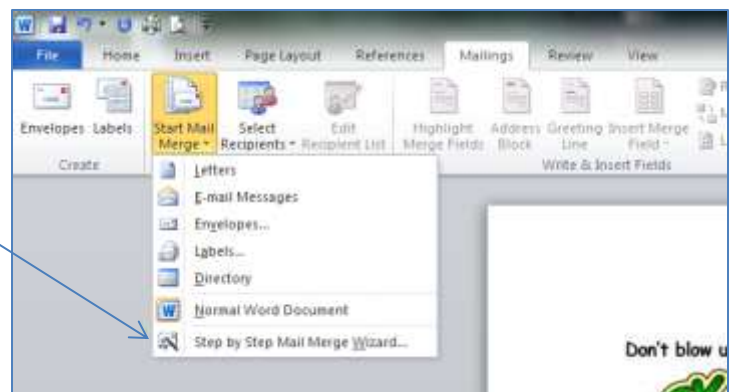 File Home Insert Page Layout References Mailings Review View
Envelopes Labels Start Mail Merge Select Recipients Edit Recipient List Highlight Merge Fields Address Block Greeting Line Insert Merge Field
Create Write & Insert Fields
Letters
E-mail Messages
Envelopes...
Labels...
Directory
Normal Word Document
Step by Step Mail Merge Wizard...
Don't blow